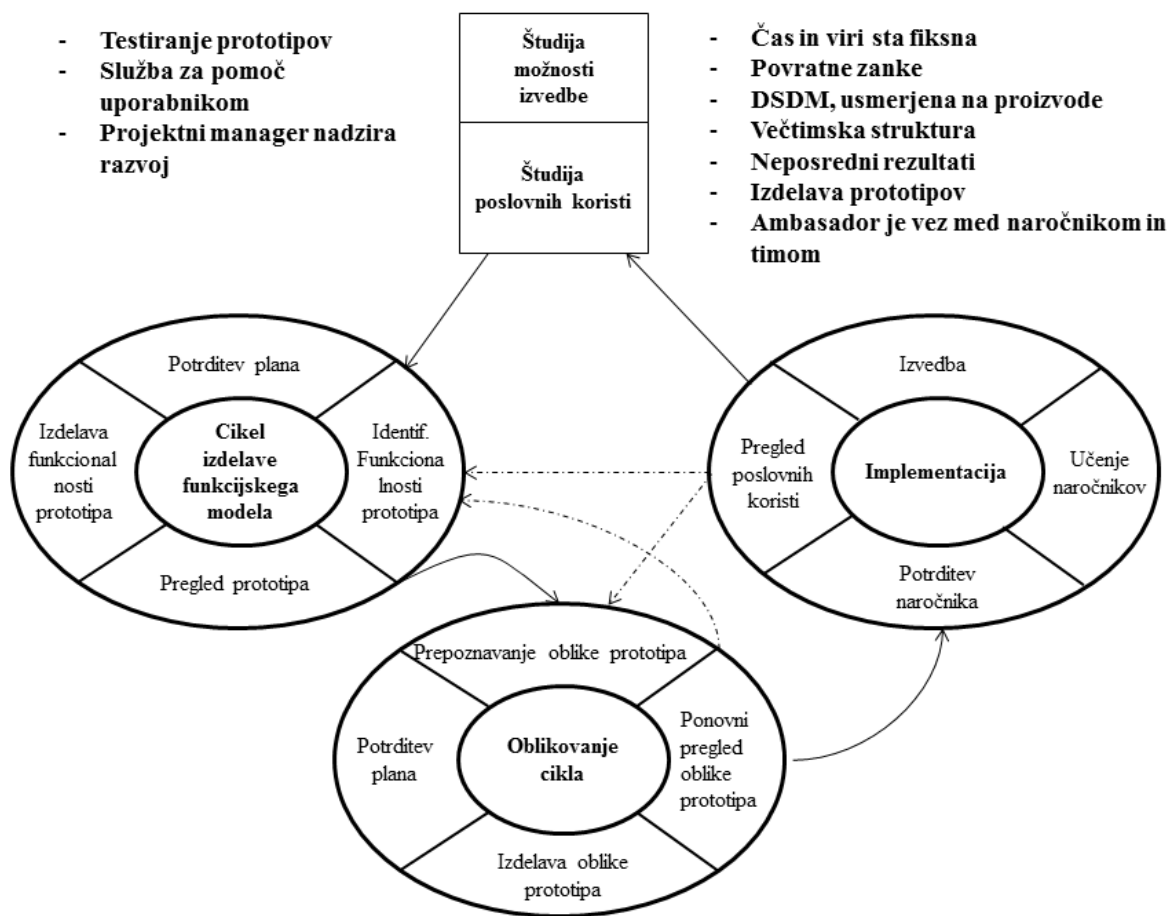 - Testiranje prototipov
- Služba za pomoč
uporabnikom
- Projektni manager nadzira
razvoj
Študija
možnosti
izvedbe
Študija
poslovnih koristi
- Čas in viri sta fiksna
- Povratne zanke
- DSDM, usmerjena na proizvode
- Večtimska struktura
- Neposredni rezultati
- Izdelava prototipov
- Ambasador je vez med naročnikom in
timom
Potrditev plana
Izdelava
funkcional
nosti
prototipa
Cikel
izdelave
funkcijskega
modela
Identif.
Funkciona
lnosti
prototipa
Pregled prototipa
Izvedba
Pregled
poslovnih
koristi
Implementacija
Učenje
naročnikov
Potrditev
naročnika
Prepoznavanje oblike prototipa
Potrditev
plana
Oblikovanje
cikla
Ponovni
pregled
oblike
prototipa
Izdelava oblike
prototipa